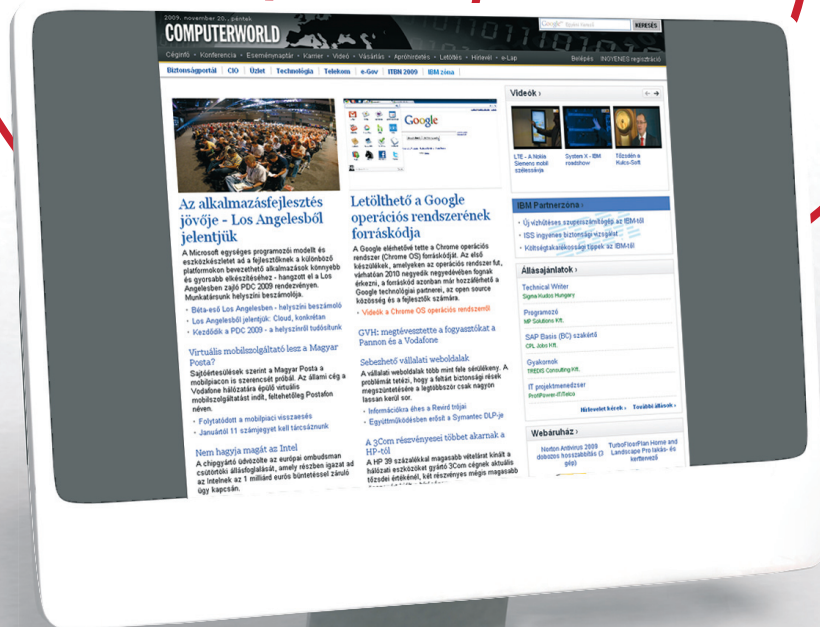 2009. november 20., péntek
COMPUTERWORLD
KERESÉS
Céginfó • Konferencia • Eseménynaptár • Karrier • Videó • Vásárlás • Apróhirdetés • Letöltés • Hírlevél • e-Lap
Belépés INGYENES regisztráció
Biztonságportál | CIO | Üzlet | Technológia | Telekom | e-Gov | ITBN 2009 | IBM zóna
Google
Az alkalmazásfejlesztés
jövője - Los Angelesből
jelentjük
A Microsoft egységes programozói modellt és
eszközkészletet ad a fejlesztőknek a különböző
platformokon bevezethető alkalmazások könnyebb
és gyorsabb elkészítéséhez - hangzott el a Los
Angelesben zajló PDC 2009 rendezvényen.
Munkatársunk helyszíni beszámolója.
• Béta-eső Los Angelesben - helyszíni beszámoló
• Los Angelesből jelentjük: Cloud, konkrétan
• Kezdődik a PDC 2009 - a helyszínről tudósítunk
Virtuális mobilszolgáltató lesz a Magyar
Posta?
Sajtóértesülések szerint a Magyar Posta a
mobilpiacon is szerencsét próbál. Az állami cég a
Vodafone hálózatára épülő virtuális
mobilszolgáltatást indít, feltehetőleg Postafon
néven.
• Folytatódott a mobilpiaci visszaesés
• Januártól 11 számjegyet kell tárcsáznunk
Nem hagyja magát az Intel
A chipgyártó üdvözölte az európai ombudsman
csütörtöki állásfoglalását, amely részben igazat ad
az Intelnek az 1 milliárd eurós büntetéssel záruló
ügy kapcsán.
Letölthető a Google
operációs rendszerének
forráskódja
A Google elérhetővé tette a Chrome operációs
rendszer (Chrome OS) forráskódját. Az első
készülékek, amelyeken az operációs rendszer fut,
várhatóan 2010 negyedik negyedévében fognak
érkezni, a forráskód azonban már hozzáférhető a
Google technológiai partnerei, az open source
közösség és a fejlesztők számára.
• Videók a Chrome OS operációs rendszerről
GVH: megtévesztette a fogyasztókat a
Pannon és a Vodafone
Sebezhető vállalati weboldalak
A vállalati weboldalak több mint fele sérülékeny. A
problémát tetézi, hogy a feltárt biztonsági rések
megszüntetésére a legtöbbször csak nagyon
lassan kerül sor.
• Információkra éhes a Revird trójai
• Együttműködésben erősít a Symantec DLP-je
A 3Com részvényesei többet akarnak a
HP-tól
A HP 39 százalékkal magasabb vételárat kínált a
hálózati eszközöket gyártó 3Com cégnek aktuális
tőzsdei értékénél, két részvényes mégis magasabb
Videók ›
LTE - A Nokia
Siemens mobil
szélessávja
System X - IBM
roadshow
Tőzsdén a
Kulcs-Soft
IBM Partnerzóna ›
• Új vízhűtéses szuperszámítógép az IBM-től
• ISS ingyenes biztonsági vizsgálat
• Költségtakarékossági tippek az IBM-től
Állásajánlatok ›
Technical Writer
Sigma Kudos Hungary
Programozó
MP Solutions Kft.
SAP Basis (BC) szakértő
CPL Jobs Kft.
Gyakornok
TREDIS Consulting Kft.
IT projektmenedzser
ProfiPower-IT/Telco
Hírlevelet kérek › További állások ›
Webáruház ›
Norton Antivirus 2009
dobozos hosszabbítás (3
gép)
TurboFloorPlan Home and
Landscape Pro lakás- és
kerttervező